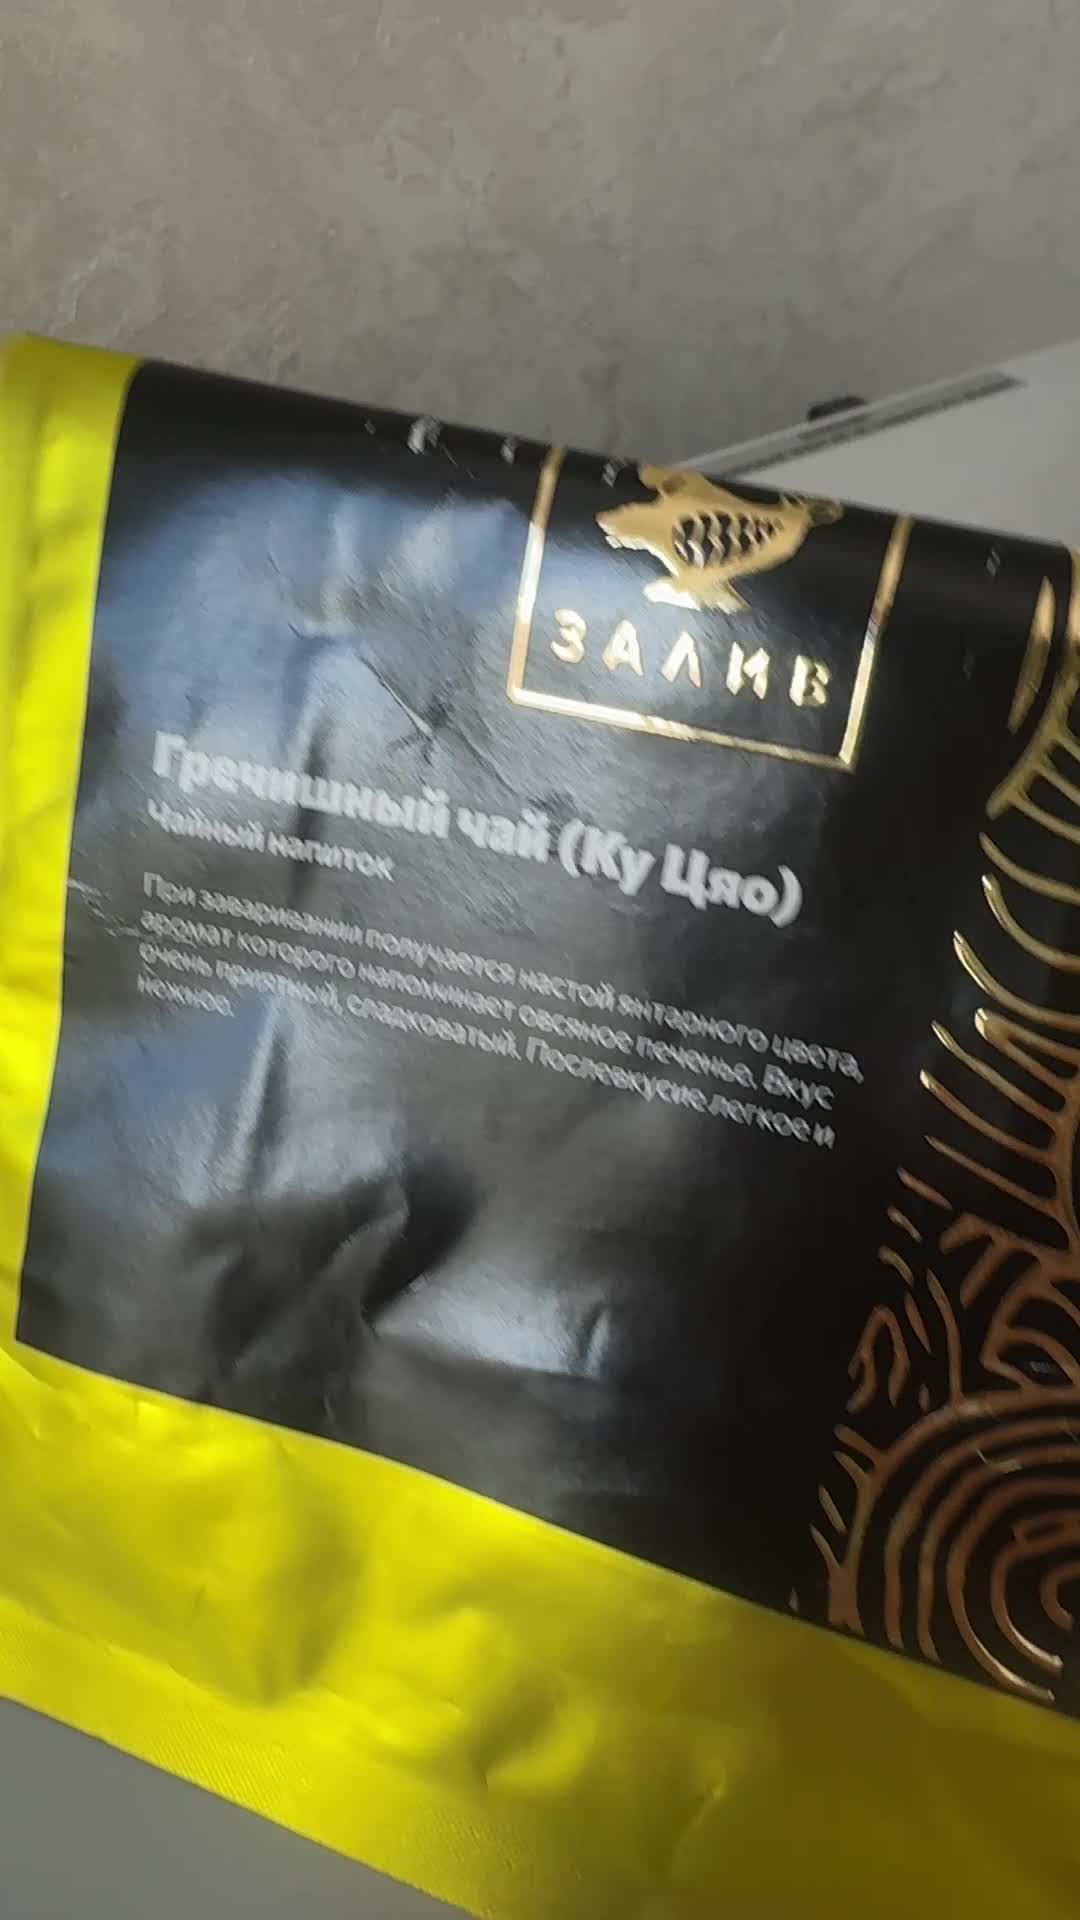 ЗАЛИВ
Гречишный чай (Ку Цяо)
Чайный напиток
При заваривании получается настой янтарного цвета,
аромат которого напоминает овсяное печенье. Вкус
очень приятный, сладковатый. Послевкусие легкое и
нежное.